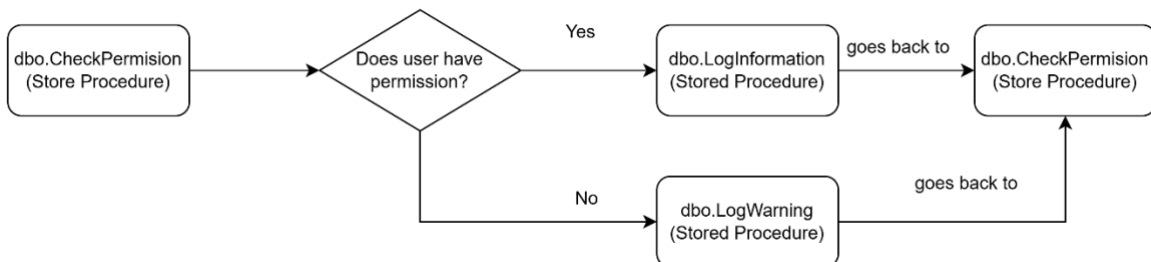 dbo.CheckPermision
(Store Procedure)
Does user have
permission?
Yes
dbo.LogInformation
(Stored Procedure)
goes back to
dbo.CheckPermision
(Store Procedure)
No
dbo.LogWarning
(Stored Procedure)
goes back to